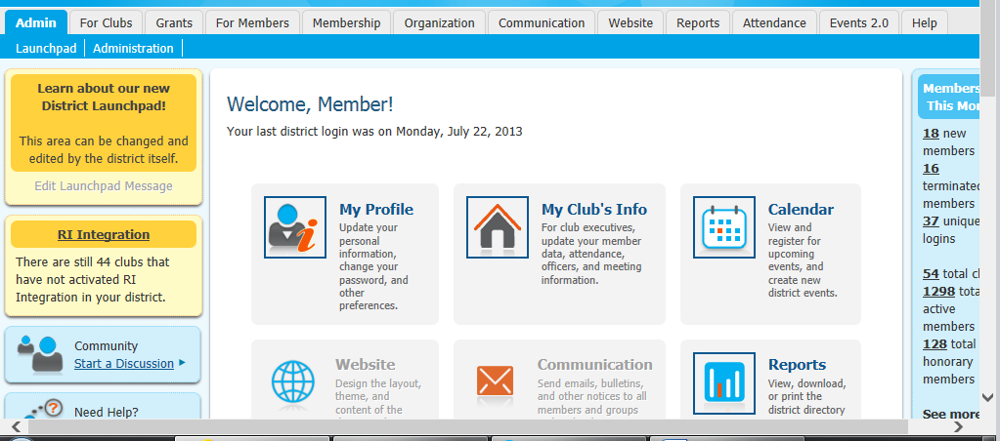 Admin For Clubs Grants For Members Membership Organization Communication Website Reports Attendance Events 2.0 Help
Launchpad Administration
Learn about our new
District Launchpad!
This area can be changed and
edited by the district itself.
Edit Launchpad Message
RI Integration
There are still 44 clubs that
have not activated RI
Integration in your district.
Community
Start a Discussion
Need Help?
Welcome, Member!
Your last district login was on Monday, July 22, 2013
My Profile
Update your
personal
information,
change your
password, and
other
preferences.
My Club's Info
For club executives,
update your member
data, attendance,
officers, and meeting
information.
Calendar
View and
register for
upcoming
events, and
create new
district events.
Website
Design the layout,
theme, and
content of the
Communication
Send emails, bulletins,
and other notices to all
members and groups
Reports
View, download,
or print the
district directory
Members
This Mon
18 new
members
16
terminated
members
37 unique
logins
54 total cl
1298 total
active
members
128 total
honorary
members
See more